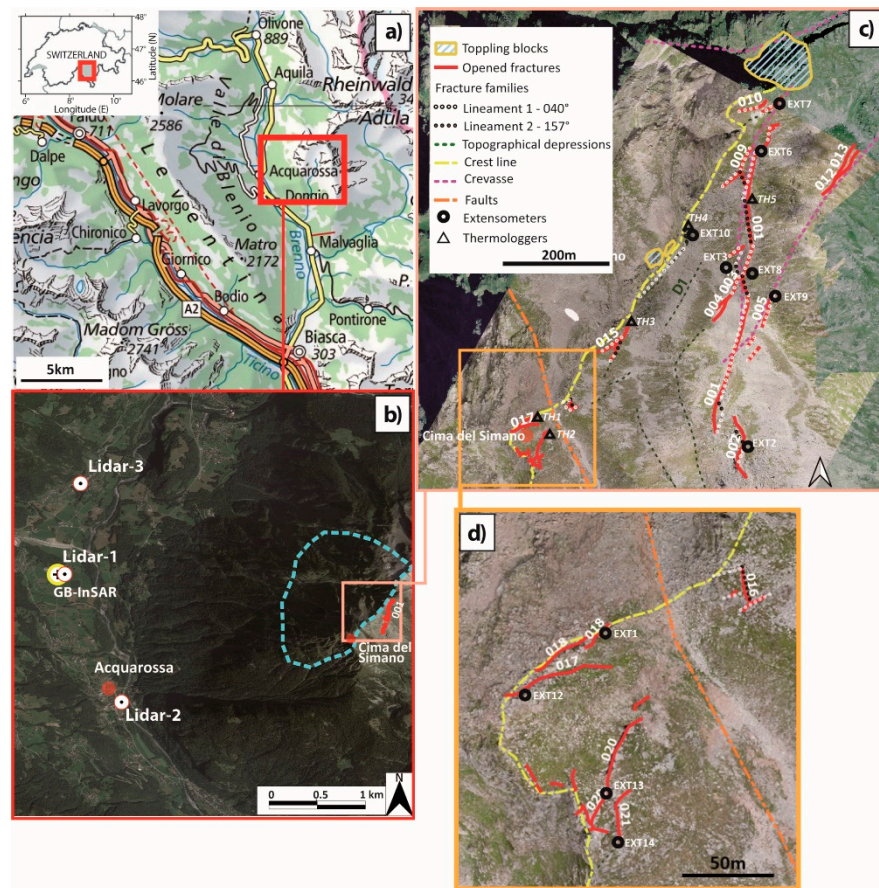 a)
48°
47°
46°
Latitude (N)
SWITZERLAND
6°
8°
10°
Longitude (E)
Olivone
889
Aquila
Rheinwald
Adula
Molare
2586
711
Dalpe
Valle di Blenio
Leventina
Acquarossa
Dongio
Lavorgo
Chironico
Matro
2172
Brenno
Malvaglia
Giornico
Bodio
A2
Pontirone
Biasca
303
Madom Gröss
2741
Ticino
5km
b)
Lidar-3
Lidar-1
GB-InSAR
001
Cima del
Simano
Acquarossa
Lidar-2
0
0.5
1 km
N
c)
Toppling blocks
Opened fractures
Fracture families
Lineament 1 - 040°
Lineament 2 - 157°
Topographical depressions
Crest line
Crevasse
Faults
Extensometers
Thermologgers
200m
010
EXT7
009
EXT6
012
013
TH5
001
TH4
EXT10
EXT3
EXT8
004
005
EXT9
D1
TH3
015
001
017
TH1
TH2
Cima del Simano
002
EXT2
d)
016
018
018
EXT1
017
EXT12
020
EXT13
020
021
EXT14
50m